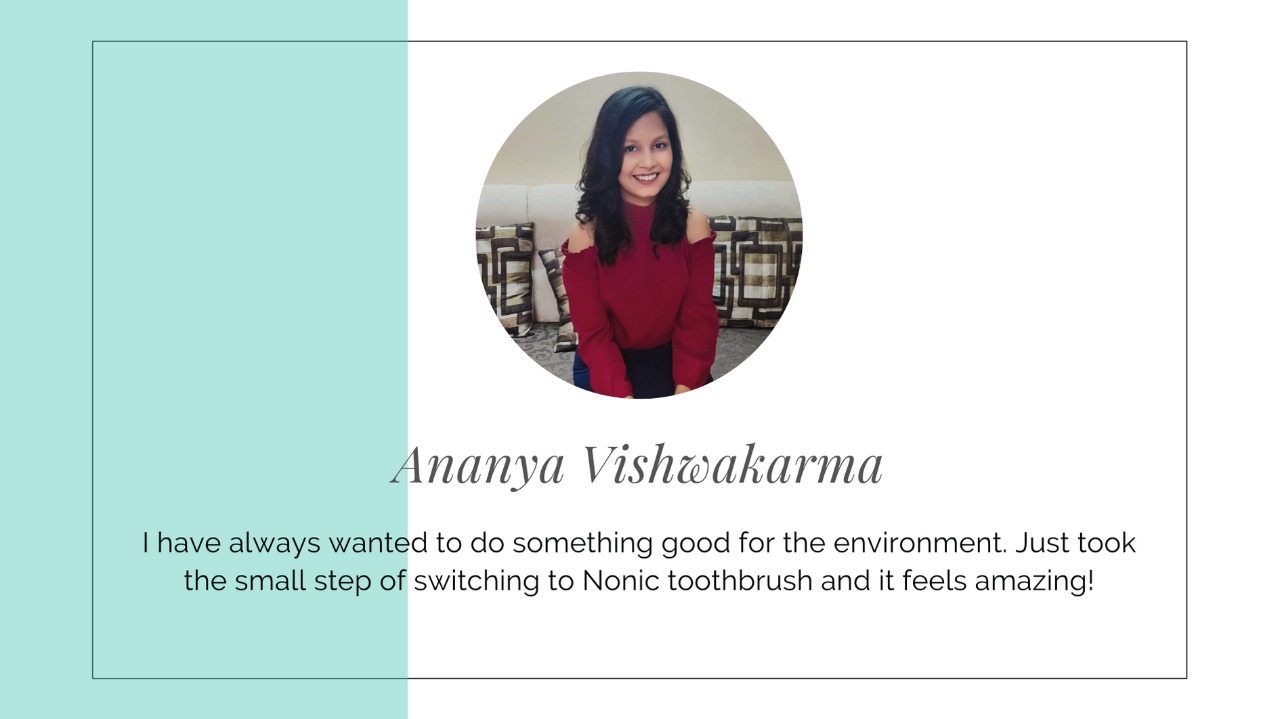 Ananya Vishwakarma
I have always wanted to do something good for the environment. Just took
the small step of switching to Nonic toothbrush and it feels amazing!